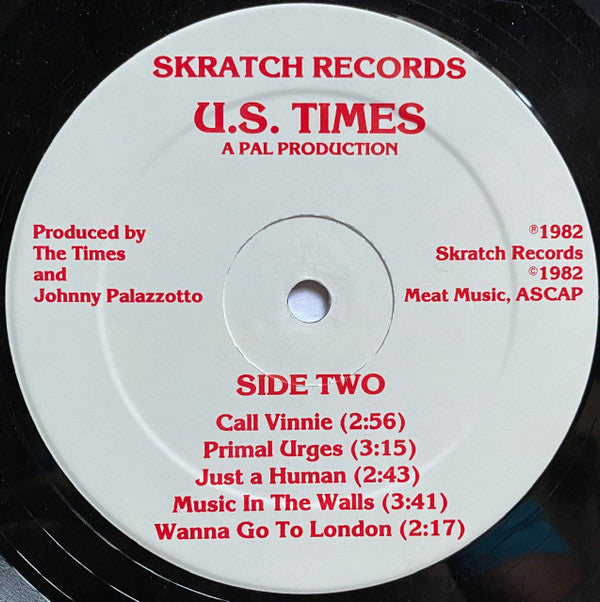 SKRATCH RECORDS
U.S. TIMES
A PAL PRODUCTION
Produced by
The Times
and
Johnny Palazzotto
℗1982
Skratch Records
©1982
Meat Music, ASCAP
SIDE TWO
Call Vinnie (2:56)
Primal Urges (3:15)
Just a Human (2:43)
Music In The Walls (3:41)
Wanna Go To London (2:17)